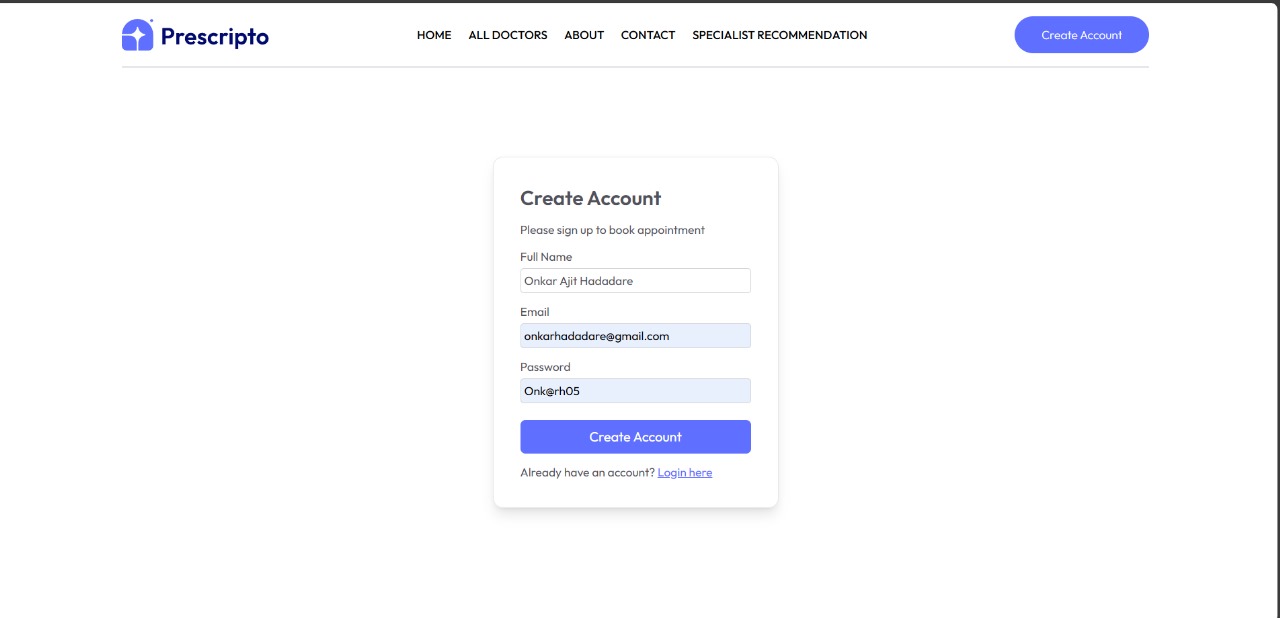 Prescripto
HOME ALL DOCTORS ABOUT CONTACT SPECIALIST RECOMMENDATION
Create Account
Create Account
Please sign up to book appointment
Full Name
Onkar Ajit Hadadare
Email
onkarhadadare@gmail.com
Password
Onk@rh05
Create Account
Already have an account? Login here